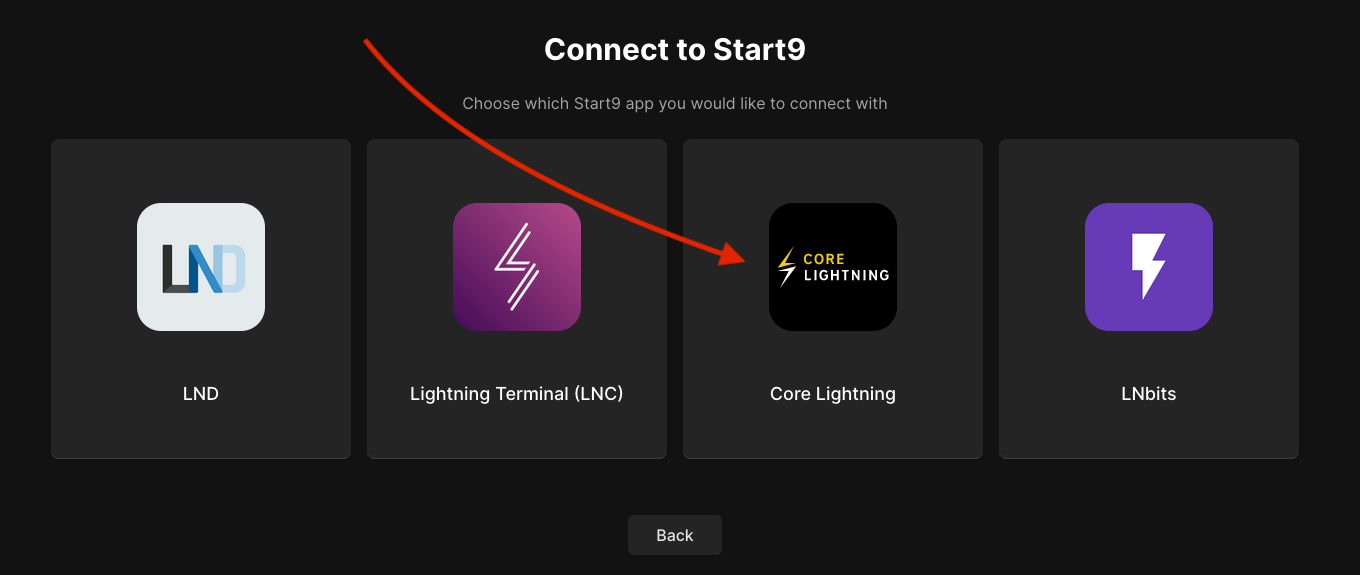 Connect to Start9
Choose which Start9 app you would like to connect with
LND
CORE
LIGHTNING
LND
Lightning Terminal (LNC)
Core Lightning
LNbits
Back